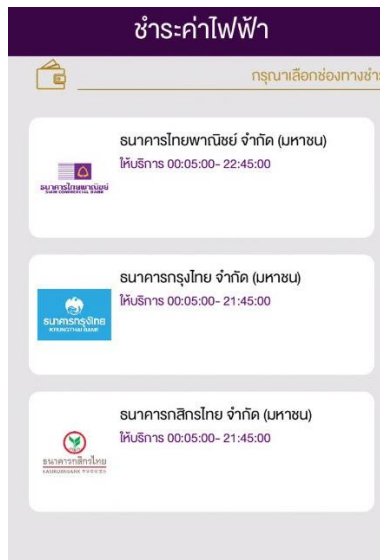 ชำระค่าไฟฟ้า
กรุณาเลือกช่องทางชำระ
ธนาคารไทยพาณิชย์ จำกัด (มหาชน)
ให้บริการ 00:05:00- 22:45:00
ธนาคารไทยพาณิชย์
SIAM COMMERCIAL BANK
ธนาคารกรุงไทย จำกัด (มหาชน)
ให้บริการ 00:05:00- 21:45:00
ธนาคารกรุงไทย
KRUNGTHAI BANK
ธนาคารกสิกรไทย จำกัด (มหาชน)
ให้บริการ 00:05:00- 21:45:00
ธนาคารกสิกรไทย